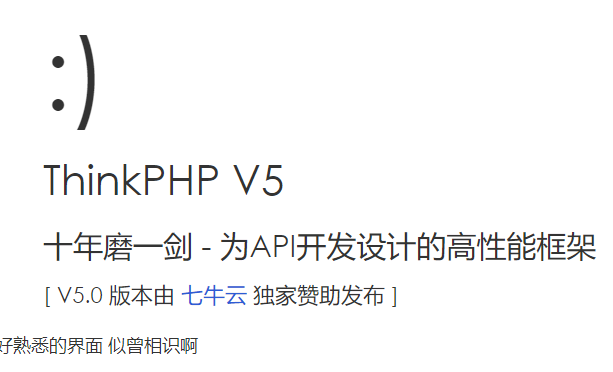 :)
ThinkPHP V5
十年磨一剑 - 为API开发设计的高性能框架
[ V5.0 版本由 七牛云 独家赞助发布 ]
好熟悉的界面 似曾相识啊